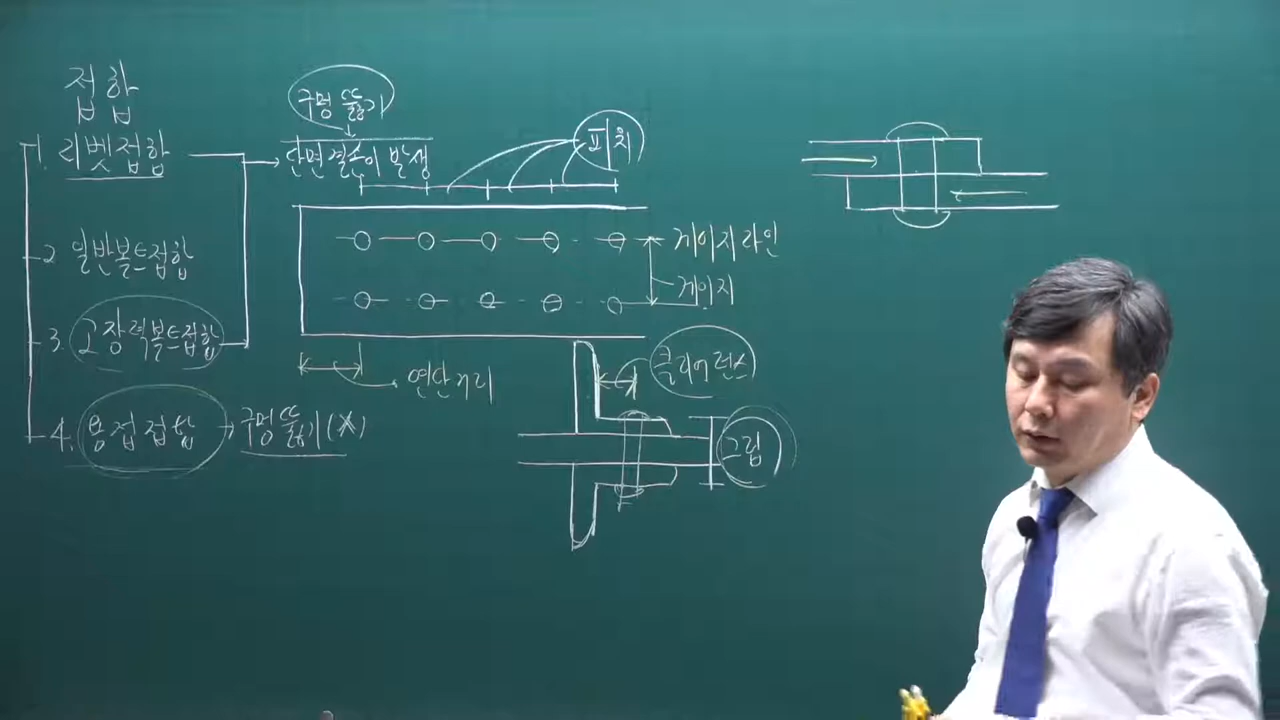 접합
1. 리벳접합
2 일반볼트접합
3. 고장력볼트접합
4. 용접접합 → 구멍뚫기(X)
구멍 뚫기
단면결손이 발생
피치
게이지라인
게이지
연단거리
클리어런스
그립